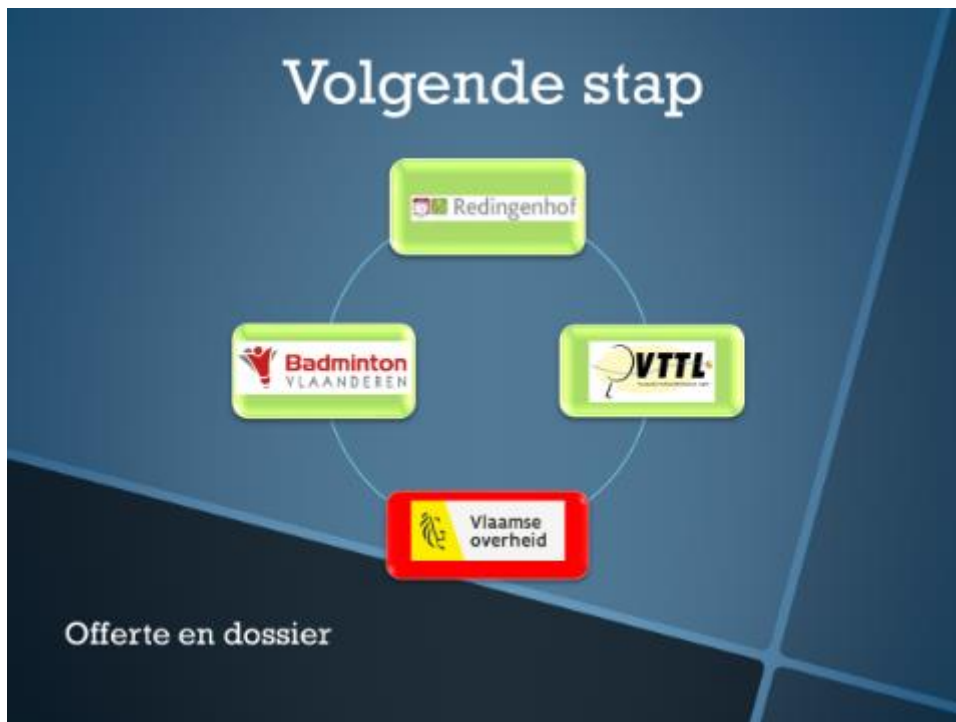 Volgende stap
Redingenhof
Badminton
VLAANDEREN
VTTL
Vlaamse
overheid
Offerte en dossier